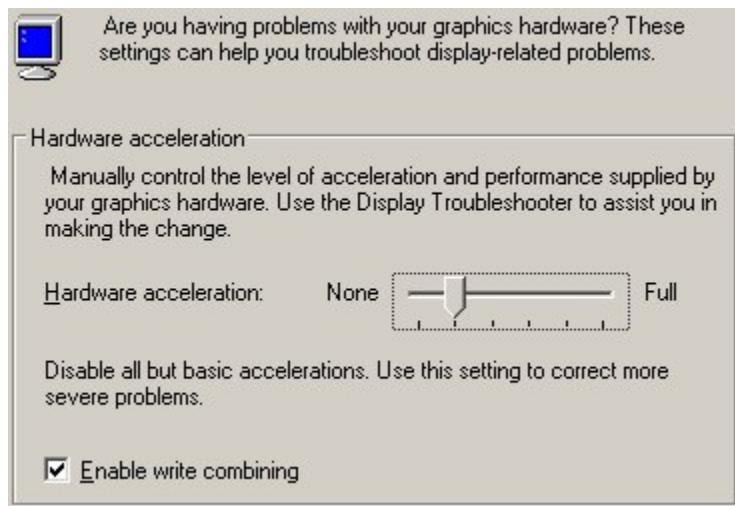 Are you having problems with your graphics hardware? These
settings can help you troubleshoot display-related problems.
Hardware acceleration
Manually control the level of acceleration and performance supplied by
your graphics hardware. Use the Display Troubleshooter to assist you in
making the change.
Hardware acceleration: None Full
Disable all but basic accelerations. Use this setting to correct more
severe problems.
Enable write combining